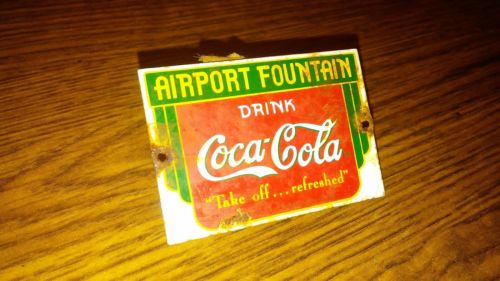 AIRPORT FOUNTAIN
DRINK
Coca-Cola
"Take off...refreshed"